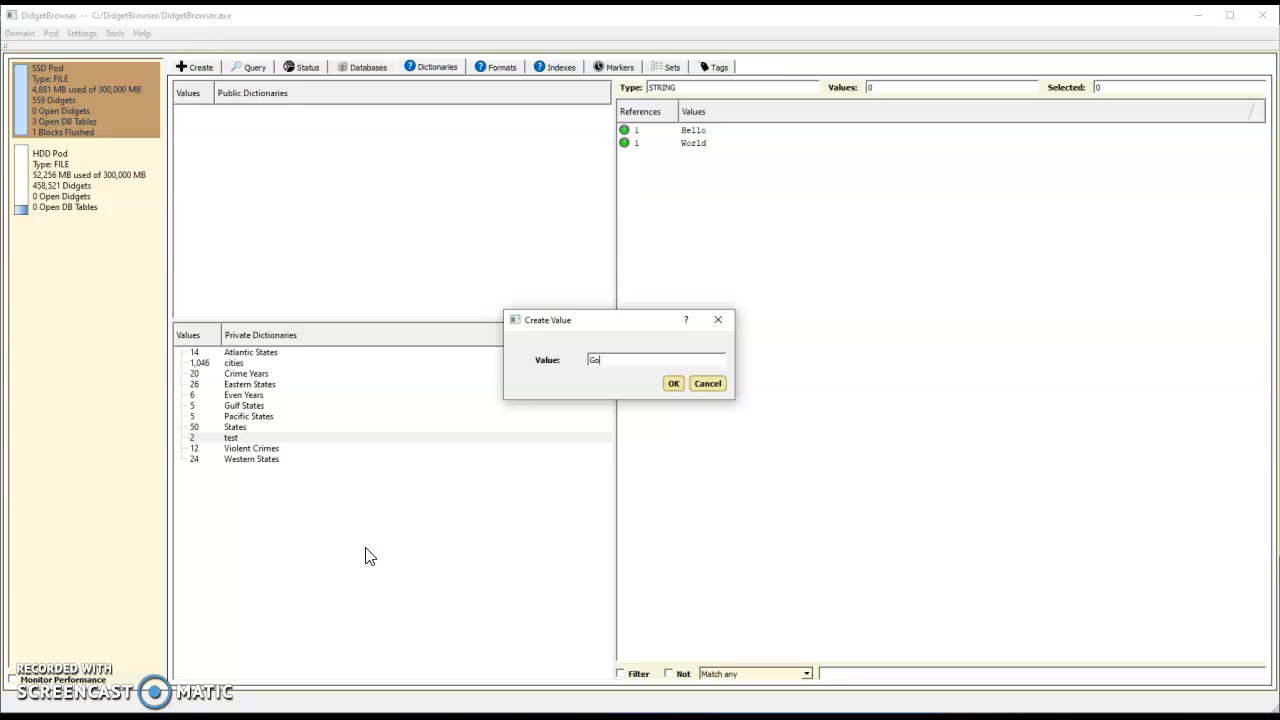 DidgetBrowser -- C:/DidgetBrowser/DidgetBrowser.exe
Domain Pod Settings Tools Help
SSD Pod
Type: FILE
4,881 MB used of 300,000 MB
559 Didgets
0 Open Didgets
3 Open DB Tables
1 Blocks Flushed
HDD Pod
Type: FILE
52,256 MB used of 300,000 MB
458,521 Didgets
0 Open Didgets
0 Open DB Tables
Create Query Status Databases Dictionaries Formats Indexes Markers Sets Tags
Values Public Dictionaries
Type: STRING Values: 0 Selected: 0
References Values
1 Hello
1 World
Values Private Dictionaries
14 Atlantic States
1,046 cities
20 Crime Years
26 Eastern States
6 Even Years
5 Gulf States
5 Pacific States
50 States
2 test
12 Violent Crimes
24 Western States
Create Value ?
Value: Go
OK Cancel
Filter Not Match any
Monitor Performance
RECORDED WITH
SCREENCAST MATIC